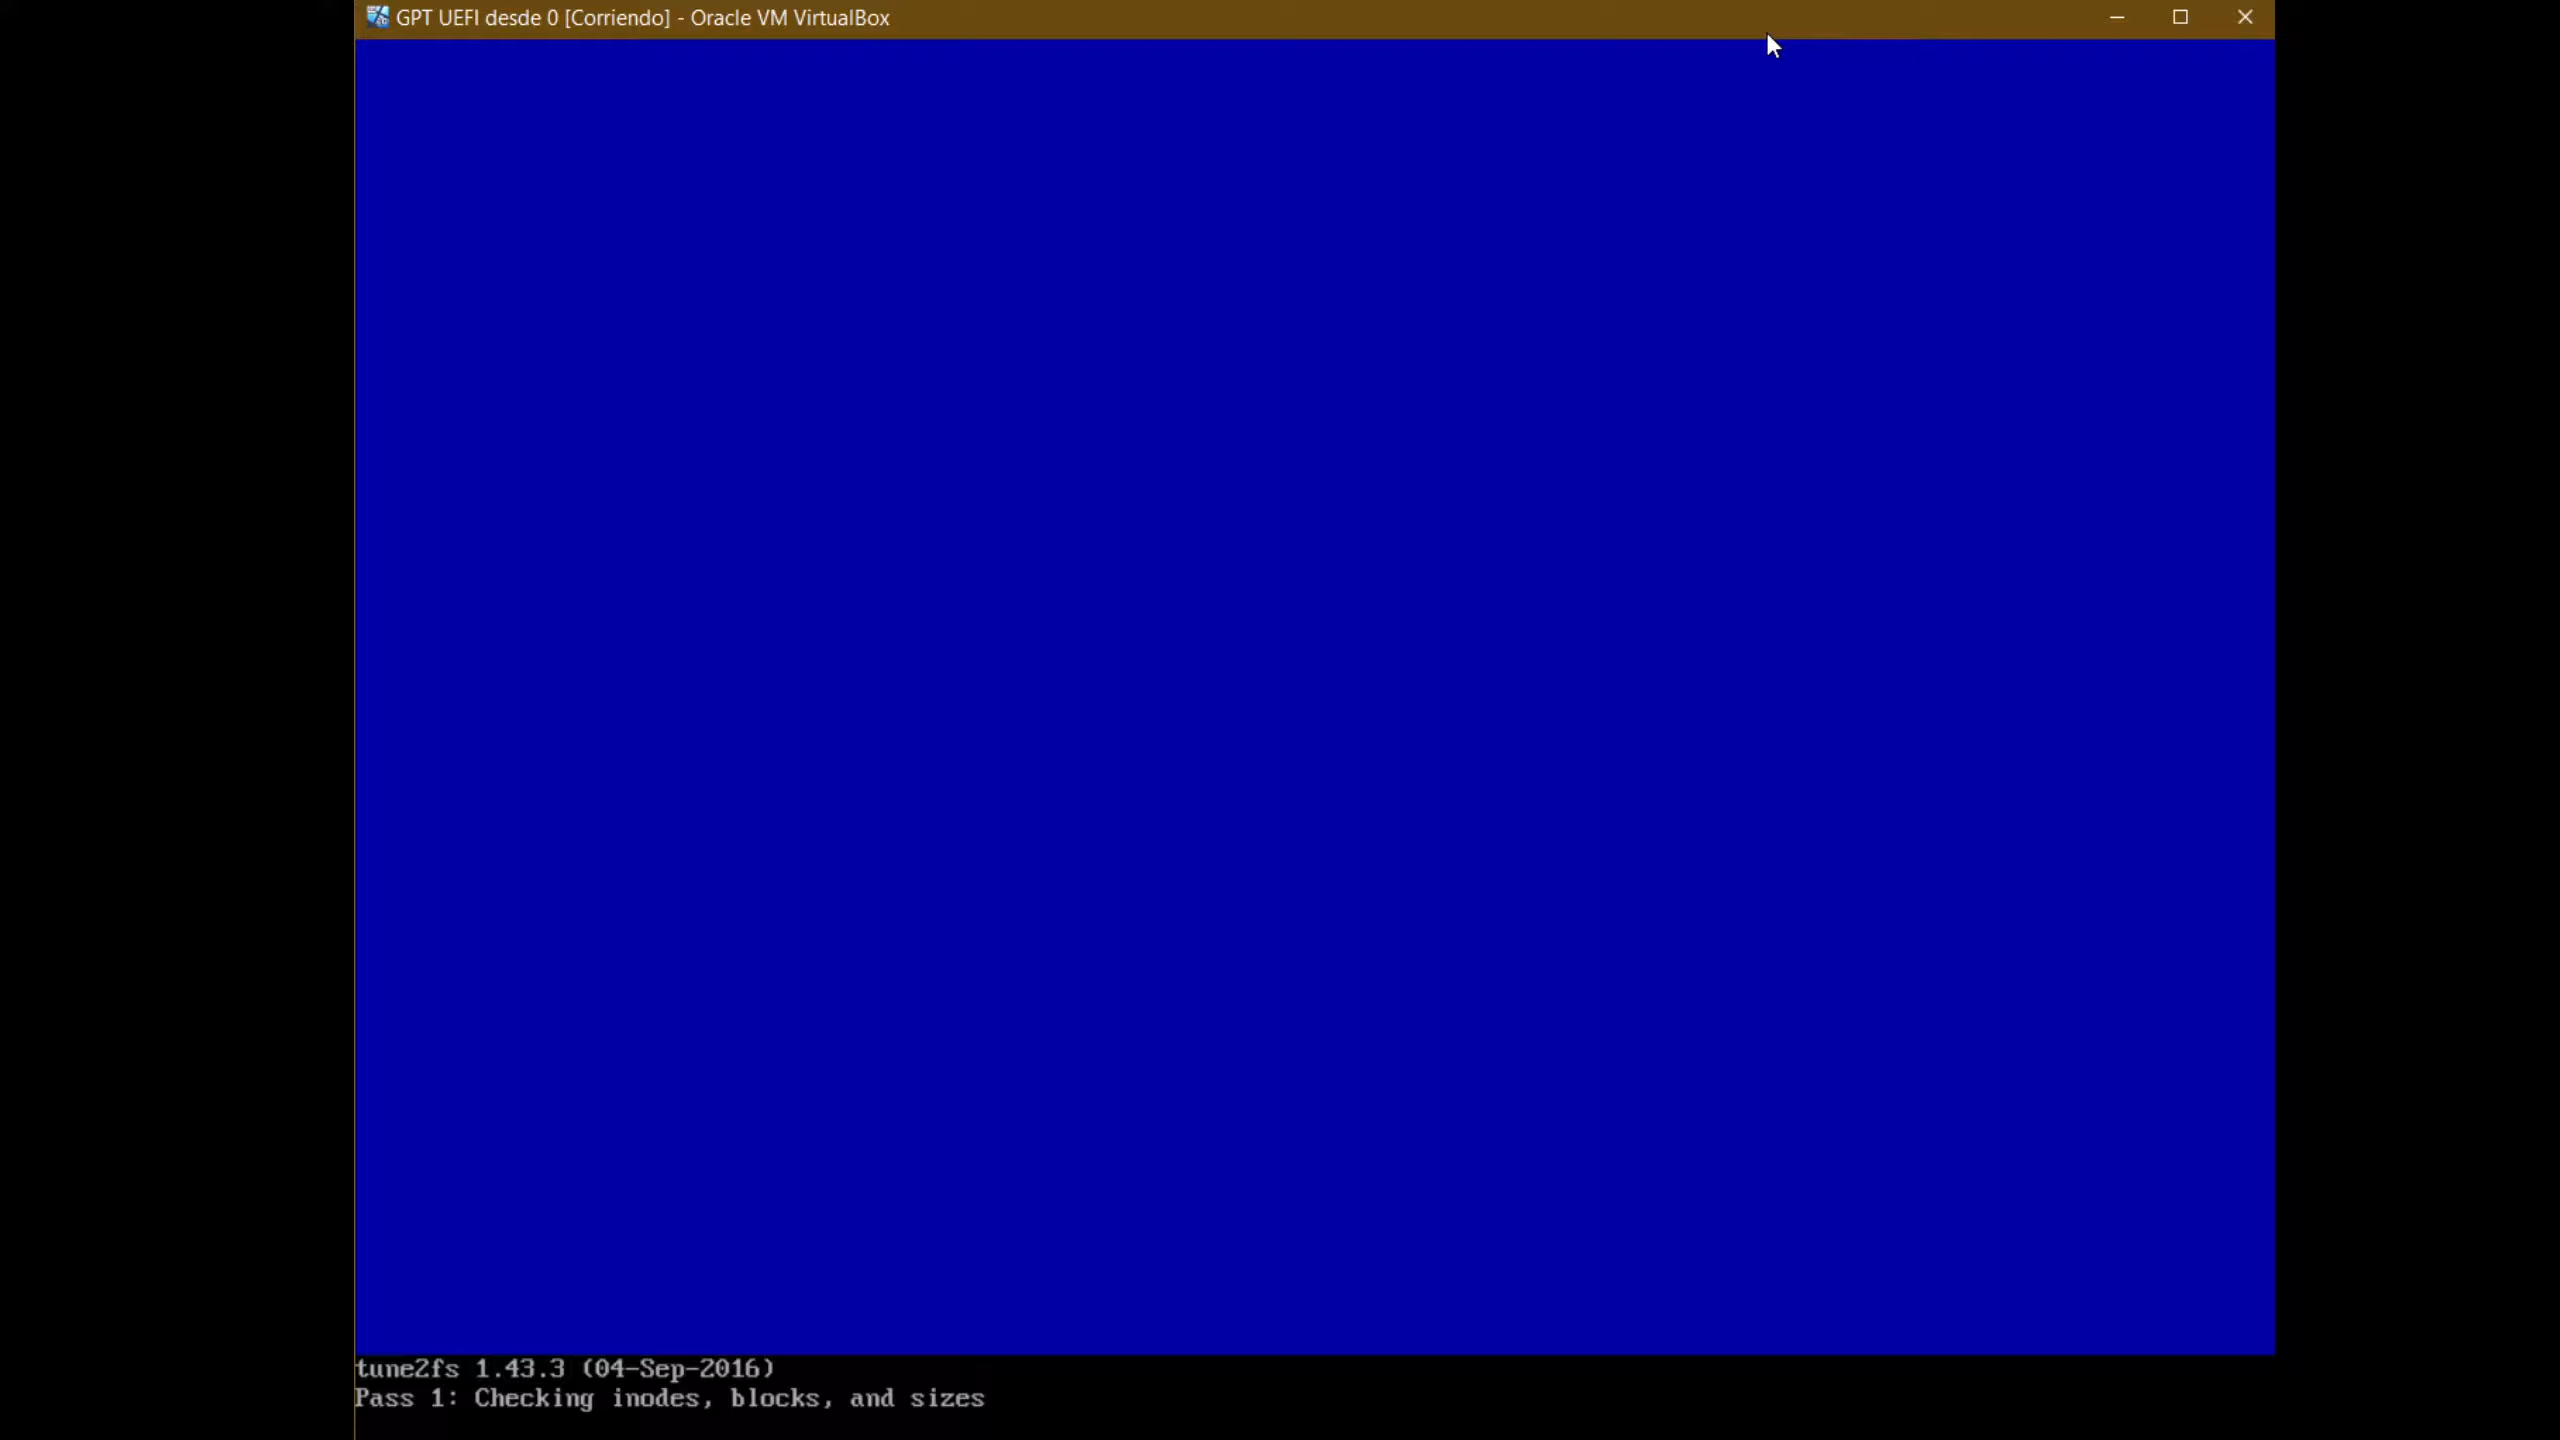 GPT UEFI desde 0 [Corriendo] - Oracle VM VirtualBox
tune2fs 1.43.3 (04-Sep-2016)
Pass 1: Checking inodes, blocks, and sizes